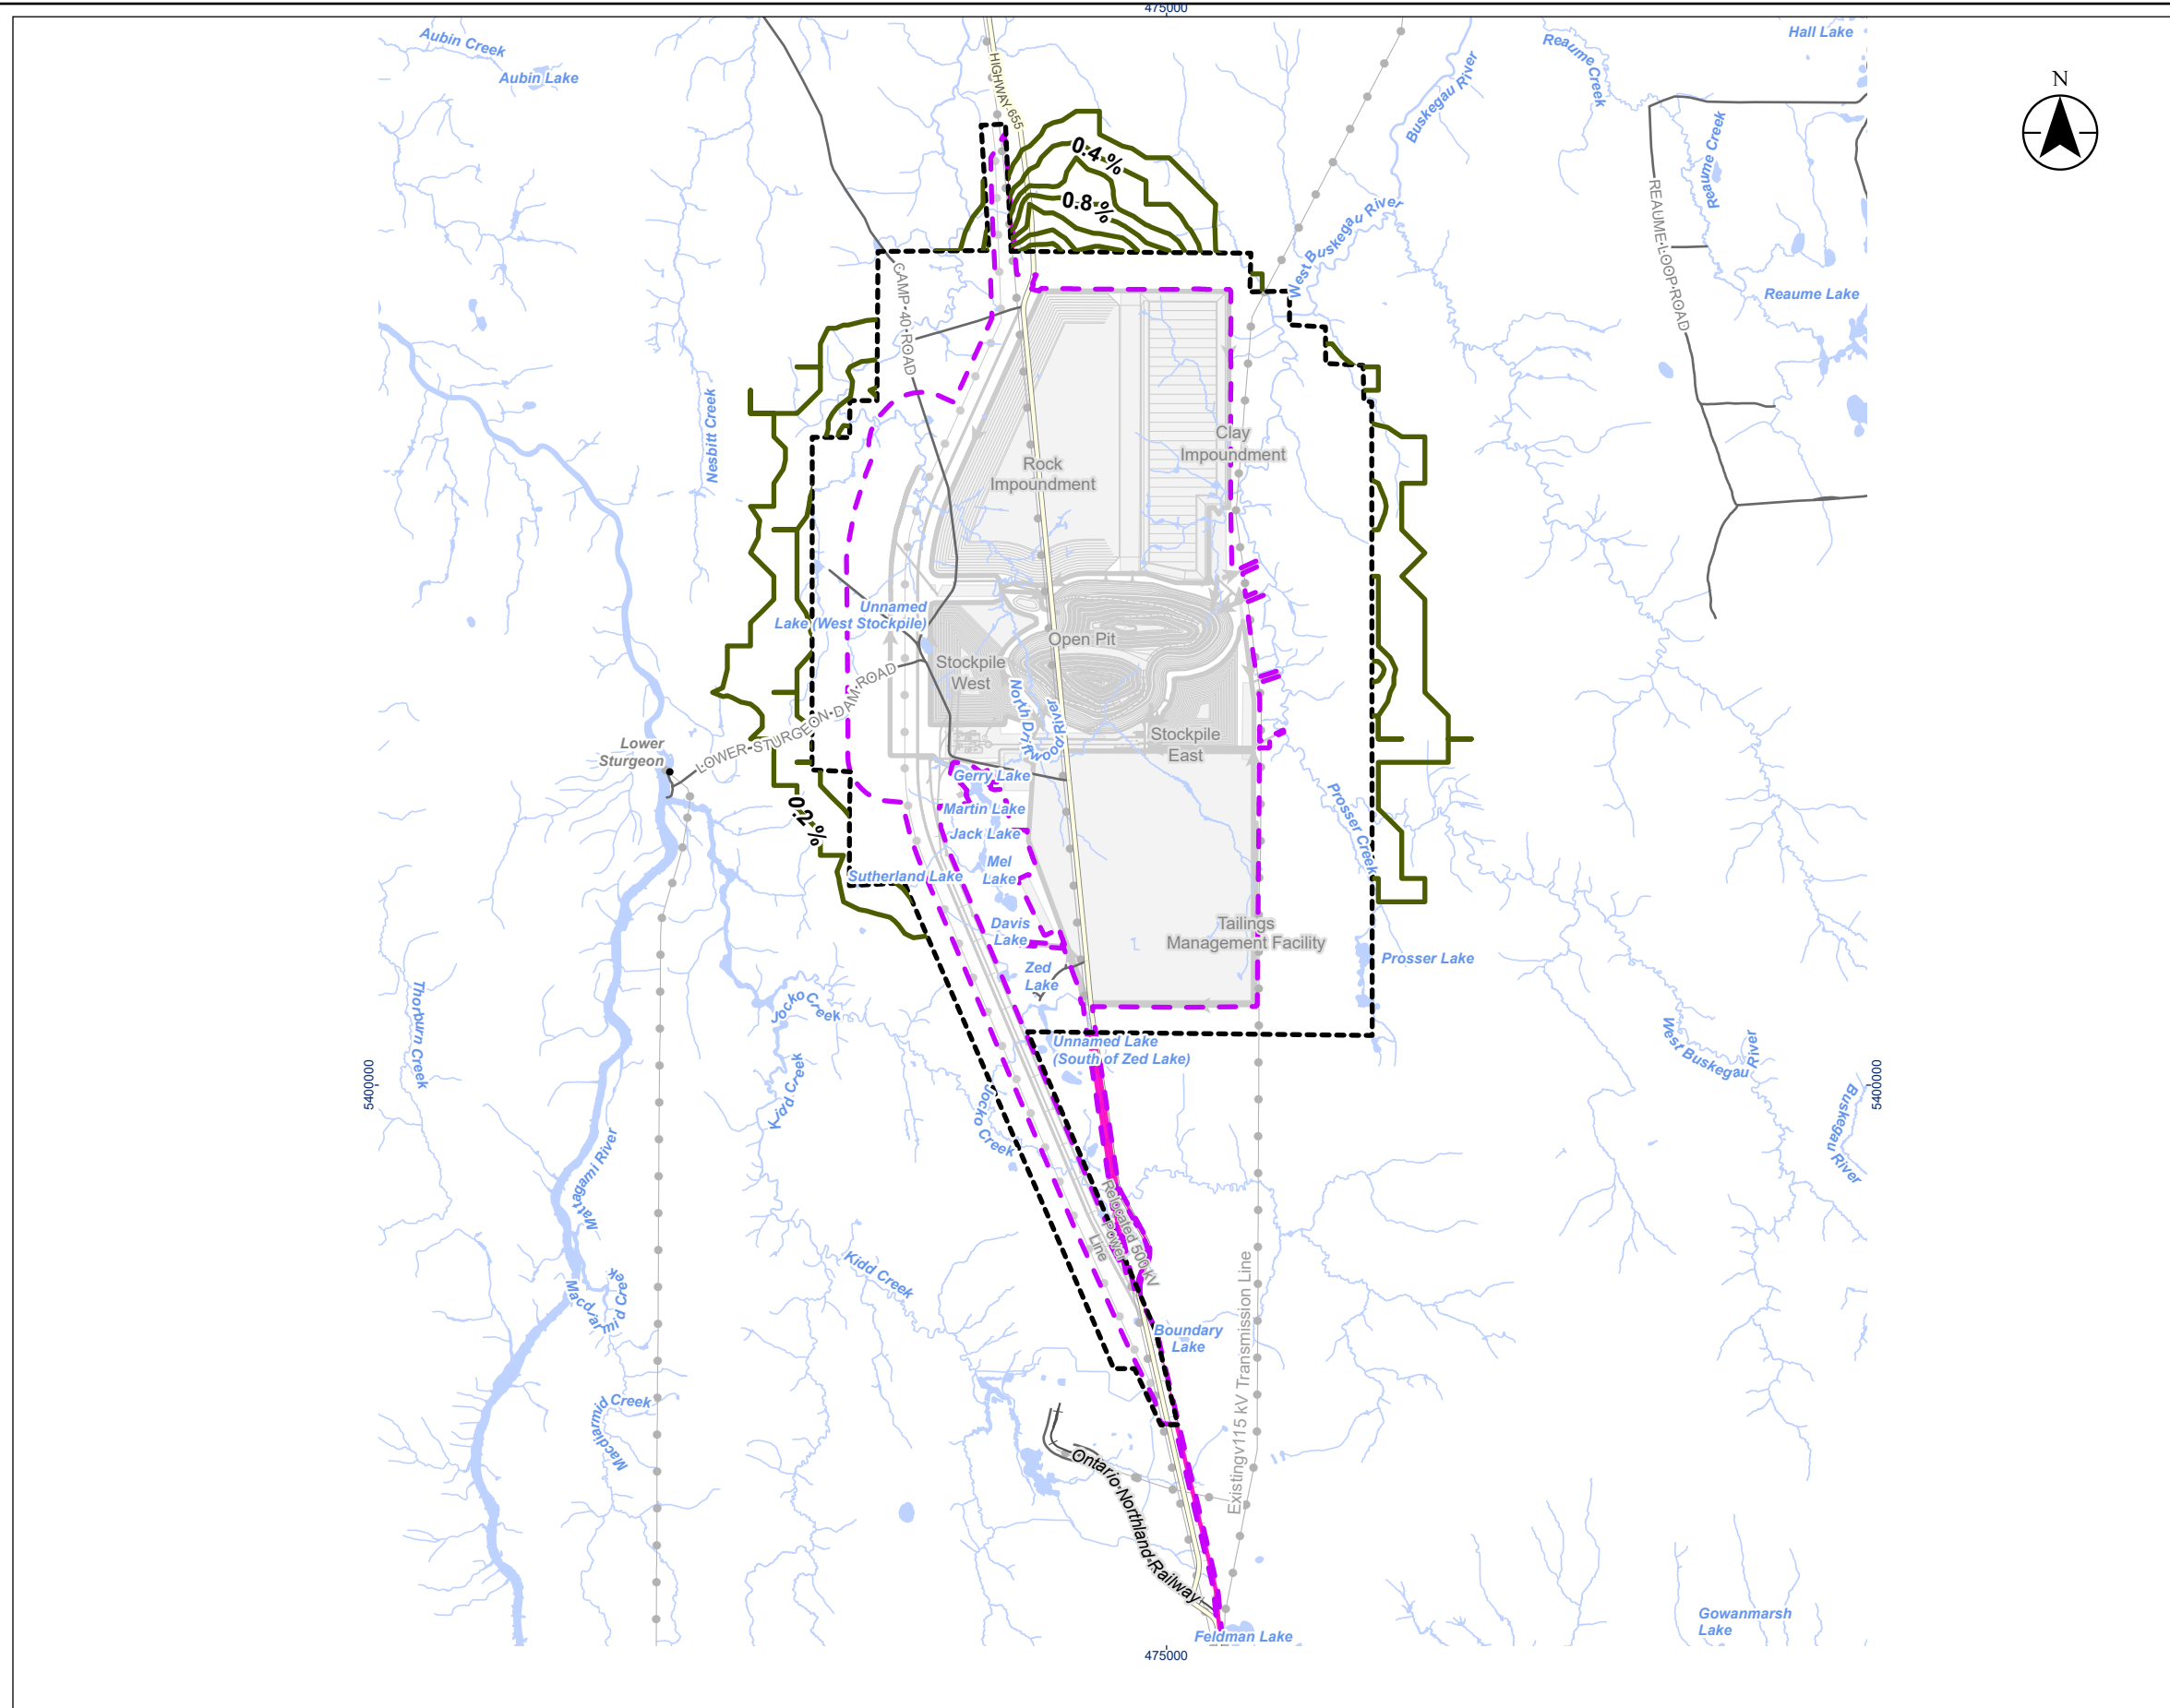 475000
Aubin Creek
Aubin Lake
HIGHWAY 655
Buskegau River
Reaume Creek
Hall Lake
N
0.4 %
0.8 %
Reaume Creek
REAUME LOOP ROAD
West Buskegau River
Reaume Lake
CAMP 40 ROAD
Nesbitt Creek
Clay
Impoundment
Rock
Impoundment
Unnamed
Lake (West Stockpile)
Open Pit
Stockpile
West
North Driftwood River
LOWER STURGEON DAM ROAD
Lower
Sturgeon
Stockpile
East
Gerry Lake
Martin Lake
Jack Lake
Mel
Lake
0.2 %
Prosser Creek
Sutherland Lake
Davis
Lake
Tailings
Management Facility
Zed
Lake
Prosser Lake
Thorburn Creek
Jocko Creek
Unnamed Lake
(South of Zed Lake)
West Buskegau River
5400000
5400000
Kidd Creek
Jocko Creek
Buskegau River
Mattagami River
Relocated 500 kV
Power
Line
Kidd Creek
Macdiarmid Creek
Existing 115 kV Transmission Line
Boundary
Lake
Macdiarmid Creek
Ontario Northland Railway
Gowanmarsh
Lake
Feldman Lake
475000